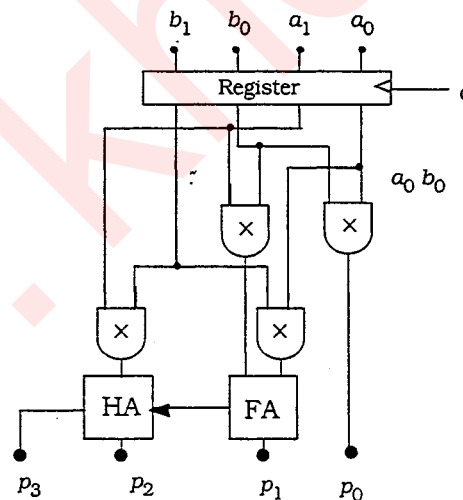 b₁ b₀ a₁ a₀
Register
a₀ b₀
×
×
×
×
HA
FA
p₃ p₂ p₁ p₀